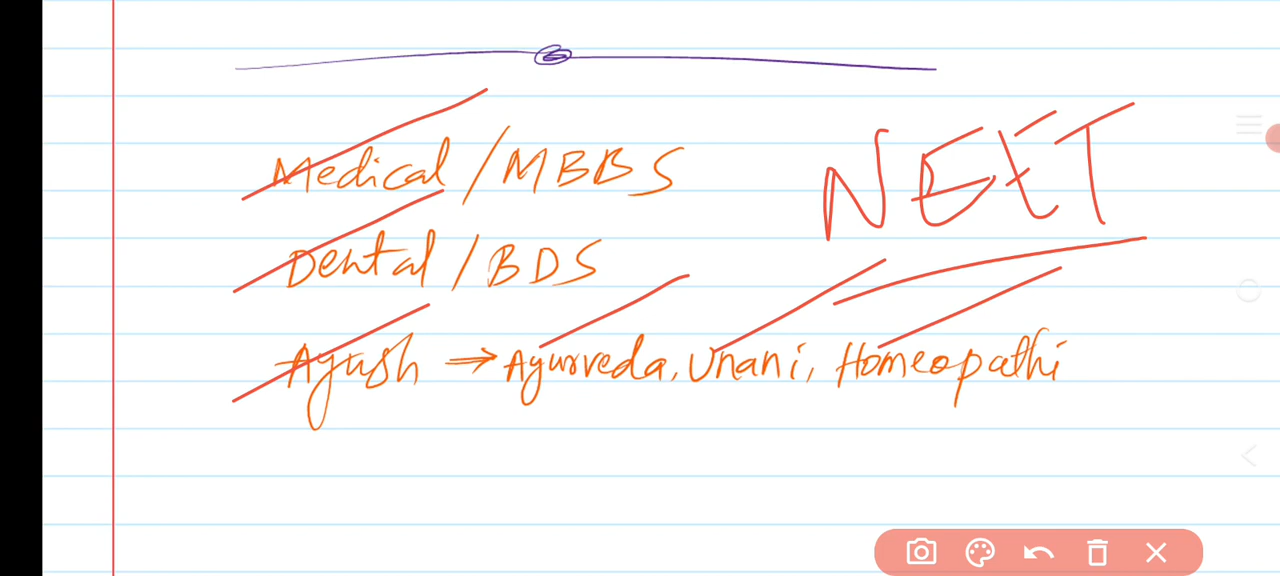 Medical / MBBS
NEXT
Dental / BDS
Ayush → Ayurveda, Unani, Homeopathi